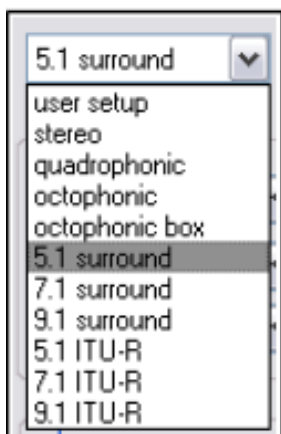 5.1 surround
user setup
stereo
quadrophonic
octophonic
octophonic box
5.1 surround
7.1 surround
9.1 surround
5.1 ITU-R
7.1 ITU-R
9.1 ITU-R